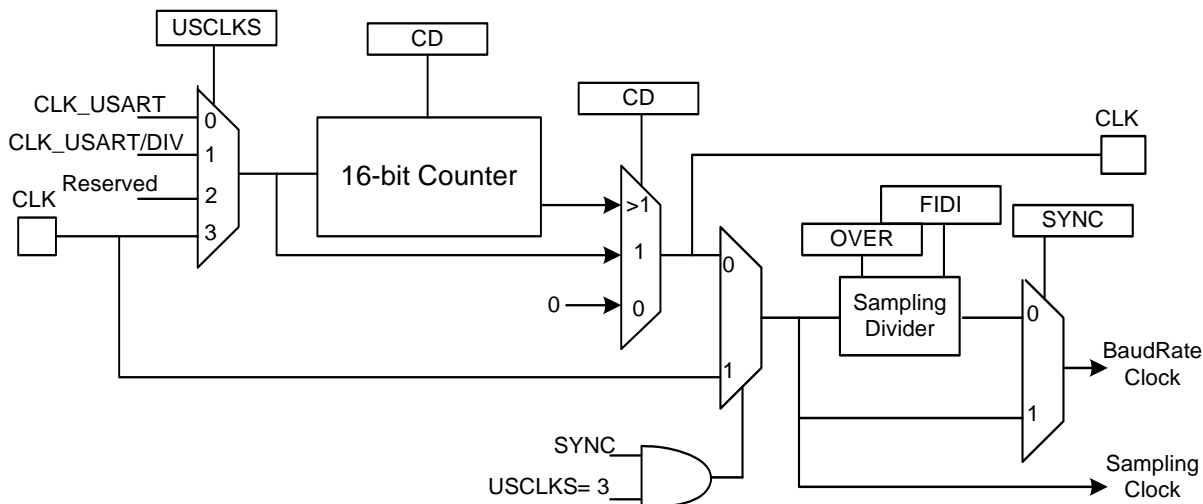 USCLKS
CD
CD
CLK_USART
CLK_USART/DIV
Reserved
CLK
0
1
2
3
16-bit Counter
>1
1
0
0
CLK
FIDI
OVER
SYNC
0
1
Sampling
Divider
0
1
BaudRate
Clock
SYNC
USCLKS= 3
Sampling
Clock